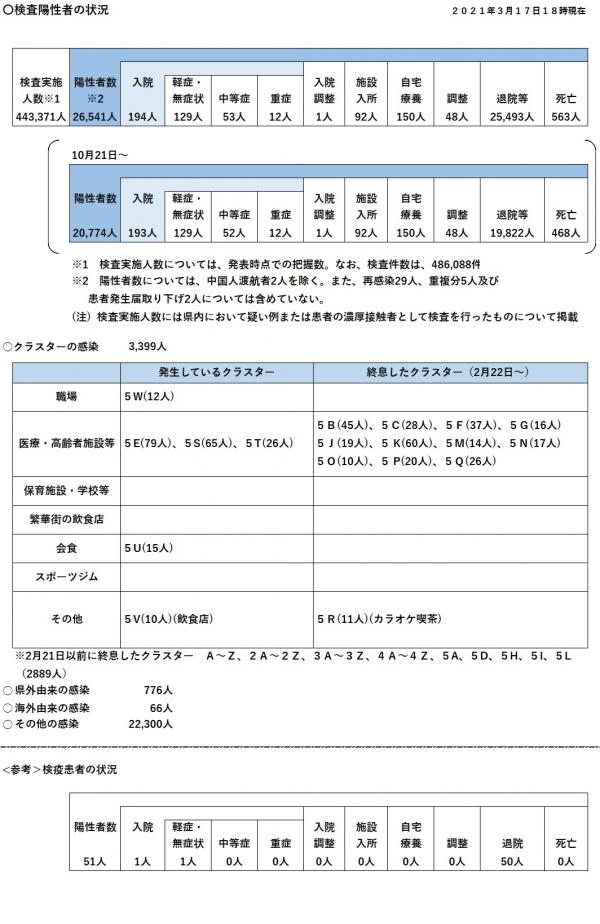 〇検査陽性者の状況
２０２１年３月１７日１８時現在
検査実施 陽性者数 入院 軽症・ 中等症 重症 入院 施設 自宅 調整 退院等 死亡
人数※1 ※2 無症状 調整 入所 療養
443,371人 26,541人 194人 129人 53人 12人 1人 92人 150人 48人 25,493人 563人
10月21日～
陽性者数 入院 軽症・ 中等症 重症 入院 施設 自宅 調整 退院等 死亡
無症状 調整 入所 療養
20,774人 193人 129人 52人 12人 1人 92人 150人 48人 19,822人 468人
※1 検査実施人数については、発表時点での把握数。なお、検査件数は、486,088件
※2 陽性者数については、中国人渡航者2人を除く。また、再感染29人、重複分5人及び
患者発生届取り下げ2人については含めていない。
（注）検査実施人数には県内において疑い例または患者の濃厚接触者として検査を行ったものについて掲載
〇クラスターの感染 3,399人
発生しているクラスター 終息したクラスター（2月22日～）
職場 ５W(12人)
医療・高齢者施設等 ５E(79人)、５S(65人)、５T(26人)
５B(45人)、５C(28人)、５F(37人)、５G(16人)
５J(19人)、５K(60人)、５M(14人)、５N(17人)
５O(10人)、５P(20人)、５Q(26人)
保育施設・学校等
繁華街の飲食店
会食 ５U(15人)
スポーツジム
その他 ５V(10人)(飲食店) ５R(11人)(カラオケ喫茶)
※2月21日以前に終息したクラスター Ａ～Ｚ、２Ａ～２Ｚ、３Ａ～３Ｚ、４Ａ～４Ｚ、５A、５D、５H、５I、５L
（2889人）
〇県外由来の感染 776人
〇海外由来の感染 66人
〇その他の感染 22,300人
<参考＞検疫患者の状況
陽性者数 入院 軽症・ 中等症 重症 入院 施設 自宅 調整 退院 死亡
無症状 調整 入所 療養
51人 1人 1人 0人 0人 0人 0人 0人 0人 50人 0人